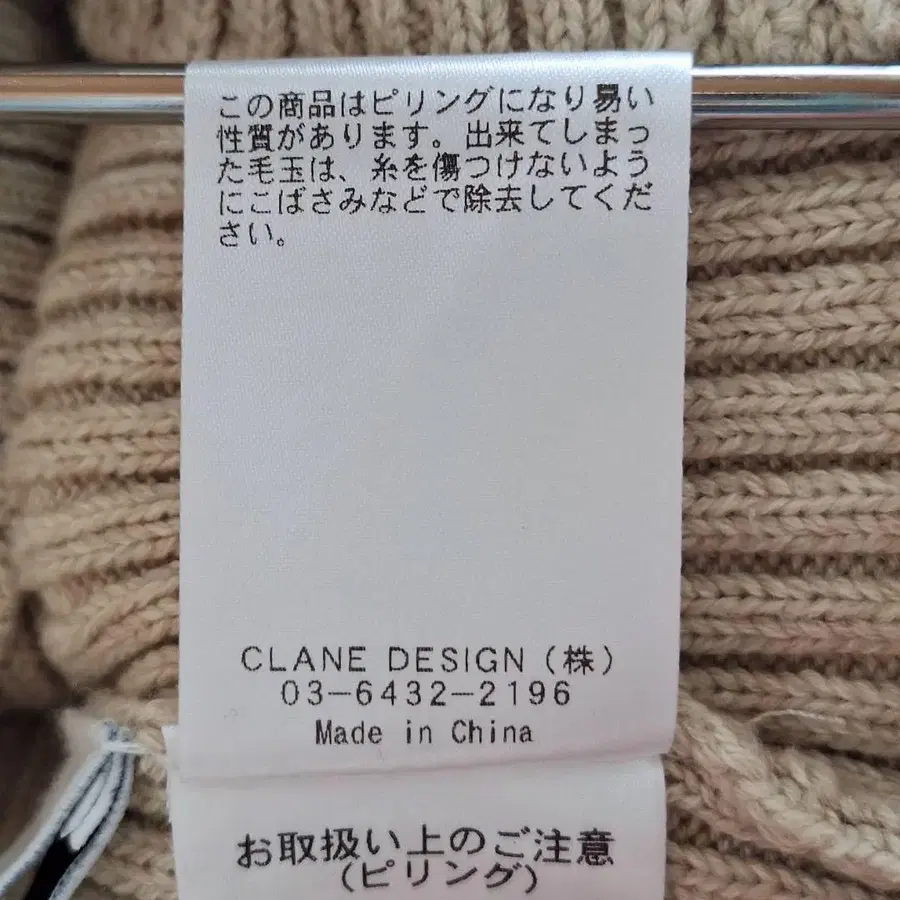 この商品はピリングになり易い
性質があります。出来てしまっ
た毛玉は、糸を傷つけないよう
にこばさみなどで除去してくだ
さい。
CLANE DESIGN（株）
03-6432-2196
Made in China
お取扱い上のご注意
（ピリング）